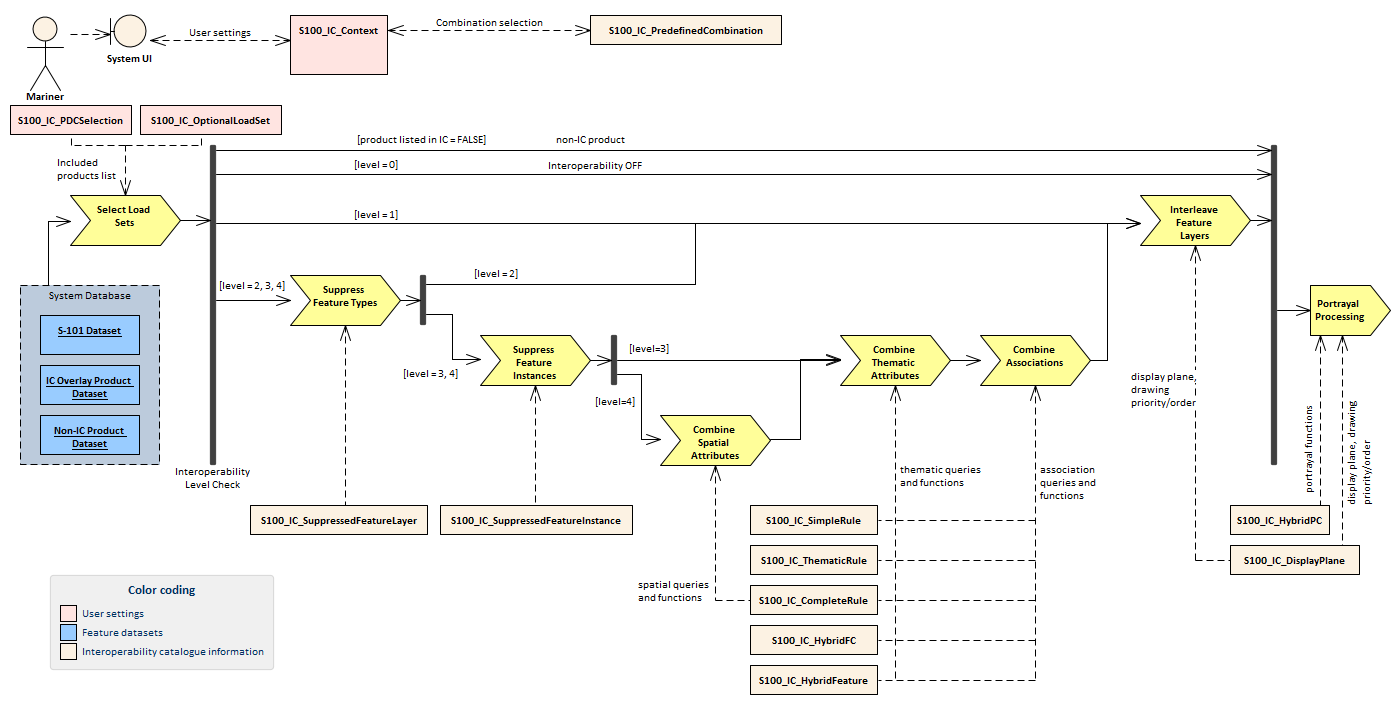 Mariner
System UI
User settings
S100_IC_Context
Combination selection
S100_IC_PredefinedCombination
S100_IC_PDCSelection
S100_IC_OptionalLoadSet
Included
products list
Select Load
Sets
[product listed in IC = FALSE]
non-IC product
[level = 0]
Interoperability OFF
[level = 1]
Interleave
Feature
Layers
System Database
S-101 Dataset
IC Overlay Product
Dataset
Non-IC Product
Dataset
Interoperability
Level Check
[level = 2, 3, 4]
Suppress
Feature Types
[level = 2]
[level = 3, 4]
Suppress
Feature
Instances
[level=3]
[level=4]
Combine
Spatial
Attributes
Combine
Thematic
Attributes
Combine
Associations
display plane,
drawing
priority/order
Portrayal
Processing
portrayal functions
display plane, drawing
priority/order
thematic queries
and functions
association
queries and
functions
S100_IC_SuppressedFeatureLayer
S100_IC_SuppressedFeatureInstance
S100_IC_SimpleRule
S100_IC_ThematicRule
S100_IC_CompleteRule
S100_IC_HybridFC
S100_IC_HybridFeature
spatial queries
and functions
S100_IC_HybridPC
S100_IC_DisplayPlane
Color coding
User settings
Feature datasets
Interoperability catalogue information